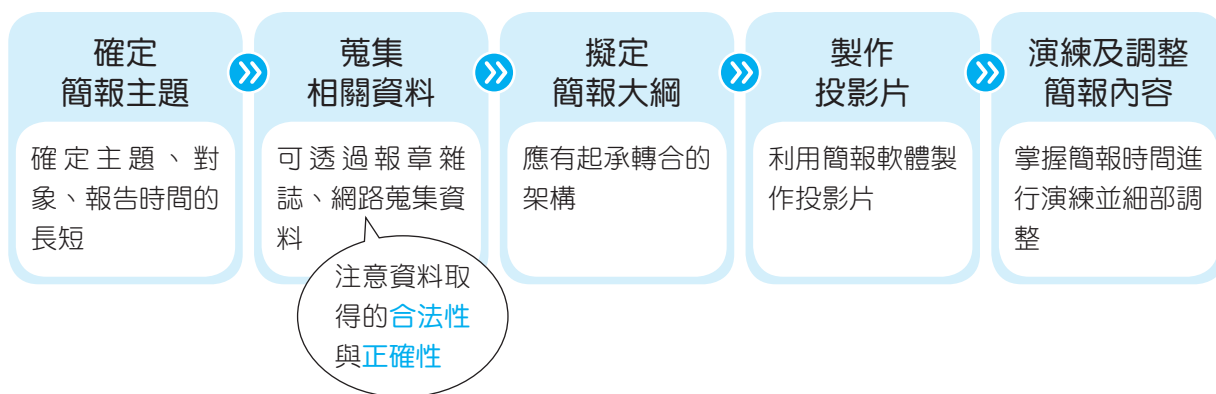 確定
簡報主題
確定主題、對
象、報告時間的
長短
蒐集
相關資料
可透過報章雜
誌、網路蒐集資
料
注意資料取
得的合法性
與正確性
擬定
簡報大綱
應有起承轉合的
架構
製作
投影片
利用簡報軟體製
作投影片
演練及調整
簡報內容
掌握簡報時間進
行演練並細部調
整